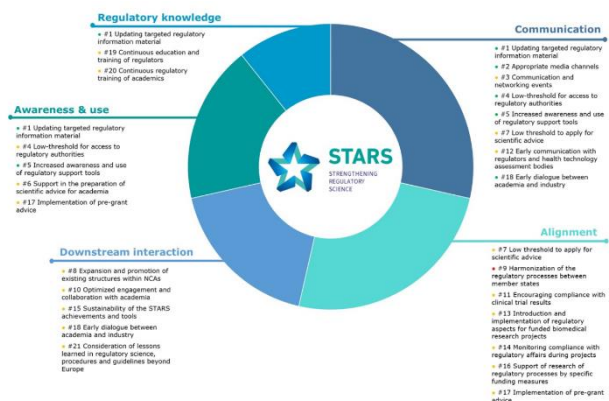 Regulatory knowledge
#1 Updating targeted regulatory
information material
#19 Continuous education and
training of regulators
#20 Continuous regulatory
training of academics
Communication
#1 Updating targeted regulatory
information material
#2 Appropriate media channels
#3 Communication and
networking events
#4 Low-threshold for access to
regulatory authorities
#5 Increased awareness and use
of regulatory support tools
#7 Low threshold to apply for
scientific advice
#12 Early communication with
regulators and health technology
assessment bodies
#18 Early dialogue between
academia and industry
Awareness & use
#1 Updating targeted regulatory
information material
#4 Low-threshold for access to
regulatory authorities
#5 Increased awareness and use
of regulatory support tools
#6 Support in the preparation of
scientific advice for academia
#17 Implementation of pre-grant
advice
STARS
STRENGTHENING
REGULATORY
SCIENCE
Downstream interaction
#8 Expansion and promotion of
existing structures within NCAs
#10 Optimized engagement and
collaboration with academia
#15 Sustainability of the STARS
achievements and tools
#18 Early dialogue between
academia and industry
#21 Consideration of lessons
learned in regulatory science,
procedures and guidelines beyond
Europe
Alignment
#7 Low threshold to apply for
scientific advice
#9 Harmonization of the
regulatory processes between
member states
#11 Encouraging compliance with
clinical trial results
#13 Introduction and
implementation of regulatory
aspects for funded biomedical
research projects
#14 Monitoring compliance with
regulatory affairs during projects
#16 Support of research of
regulatory processes by specific
funding measures
#17 Implementation of pre-grant
advice